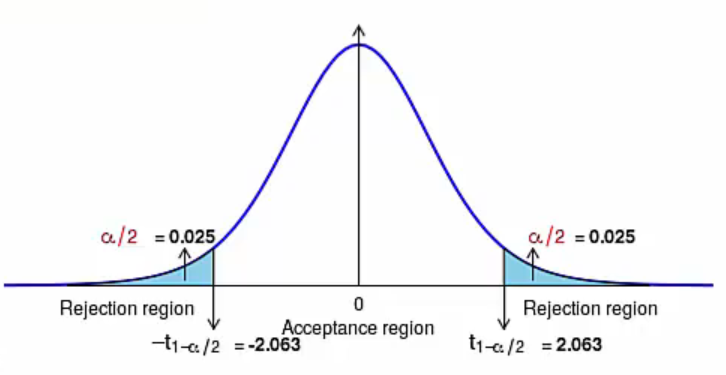 α/2 = 0.025
α/2 = 0.025
Rejection region
0
Rejection region
Acceptance region
–t1-α/2 = -2.063
t1-α/2 = 2.063